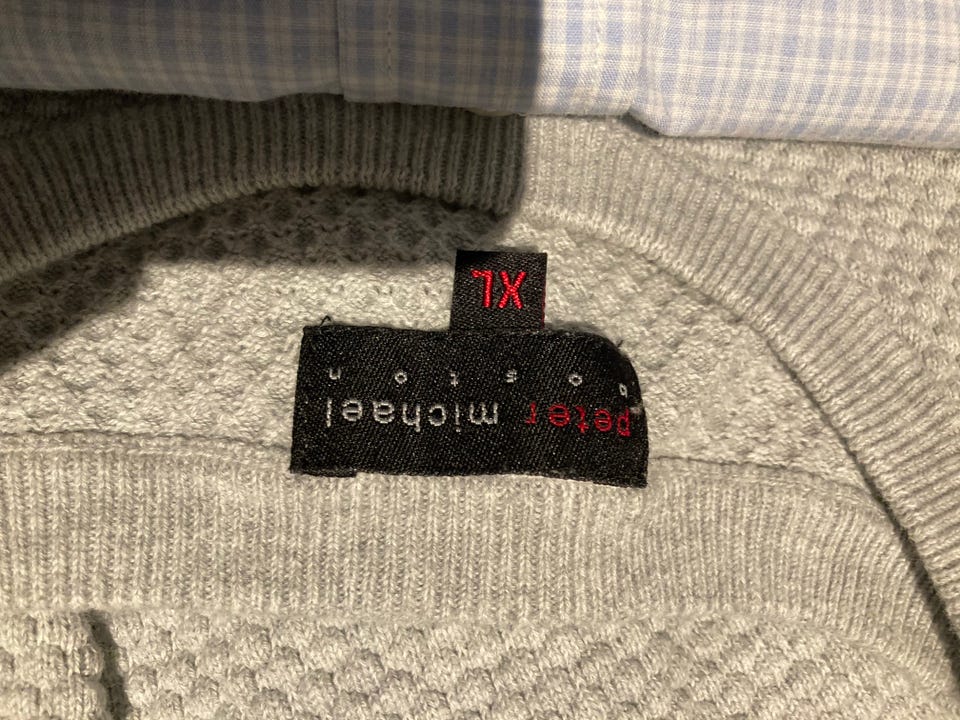 peter michael
boston
XL